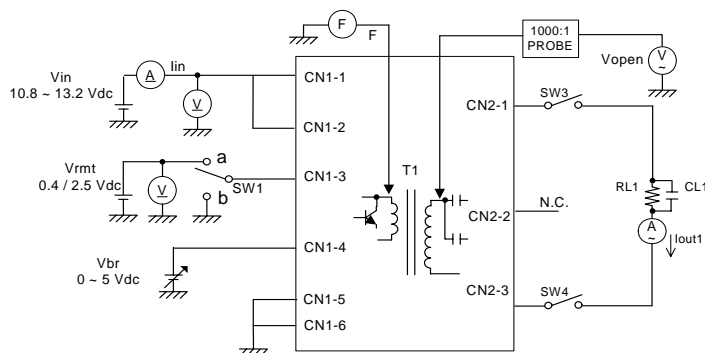 F
F
1000:1
PROBE
Vopen
V
~
Vin
10.8 ~ 13.2 Vdc
A
Iin
V
CN1-1
CN1-2
CN2-1
SW3
Vrmt
0.4 / 2.5 Vdc
V
a
b
SW1
CN1-3
T1
RL1
CL1
CN2-2
N.C.
A
~
Iout1
CN1-4
Vbr
0 ~ 5 Vdc
CN1-5
CN1-6
CN2-3
SW4